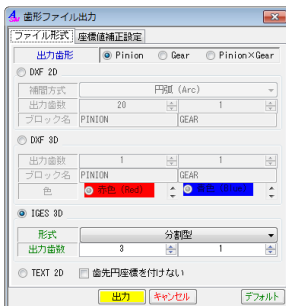 歯形ファイル出力
ファイル形式 座標値補正設定
出力歯形 Pinion Gear Pinion×Gear
DXF 2D
補間方式 円弧 (Arc)
出力歯数 20 1
ブロック名 PINION GEAR
DXF 3D
出力歯数 1 1
ブロック名 PINION GEAR
色 赤色 (Red) 青色 (Blue)
IGES 3D
形式 分割型
出力歯数 3 1
TEXT 2D 歯先円座標を付けない
出力 キャンセル デフォルト